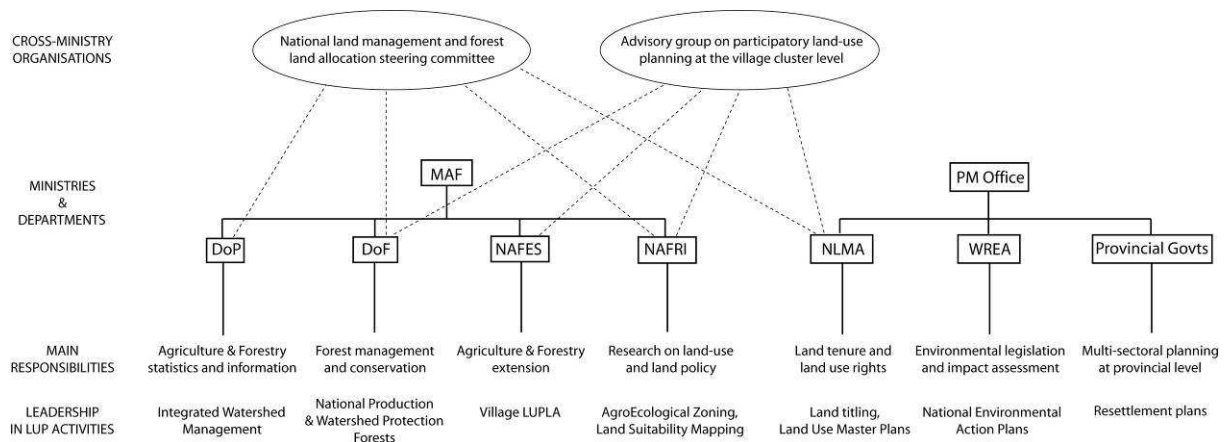 CROSS-MINISTRY
ORGANISATIONS
National land management and forest
land allocation steering committee
Advisory group on participatory land-use
planning at the village cluster level
MINISTRIES
&
DEPARTMENTS
MAF
PM Office
DoP
DoF
NAFES
NAFRI
NLMA
WREA
Provincial Govts
MAIN
RESPONSIBILITIES
Agriculture & Forestry
statistics and information
Forest management
and conservation
Agriculture & Forestry
extension
Research on land-use
and land policy
Land tenure and
land use rights
Environmental legislation
and impact assessment
Multi-sectoral planning
at provincial level
LEADERSHIP
IN LUP ACTIVITIES
Integrated Watershed
Management
National Production
& Watershed Protection
Forests
Village LUPLA
AgroEcological Zoning,
Land Suitability Mapping
Land titling,
Land Use Master Plans
National Environmental
Action Plans
Resettlement plans